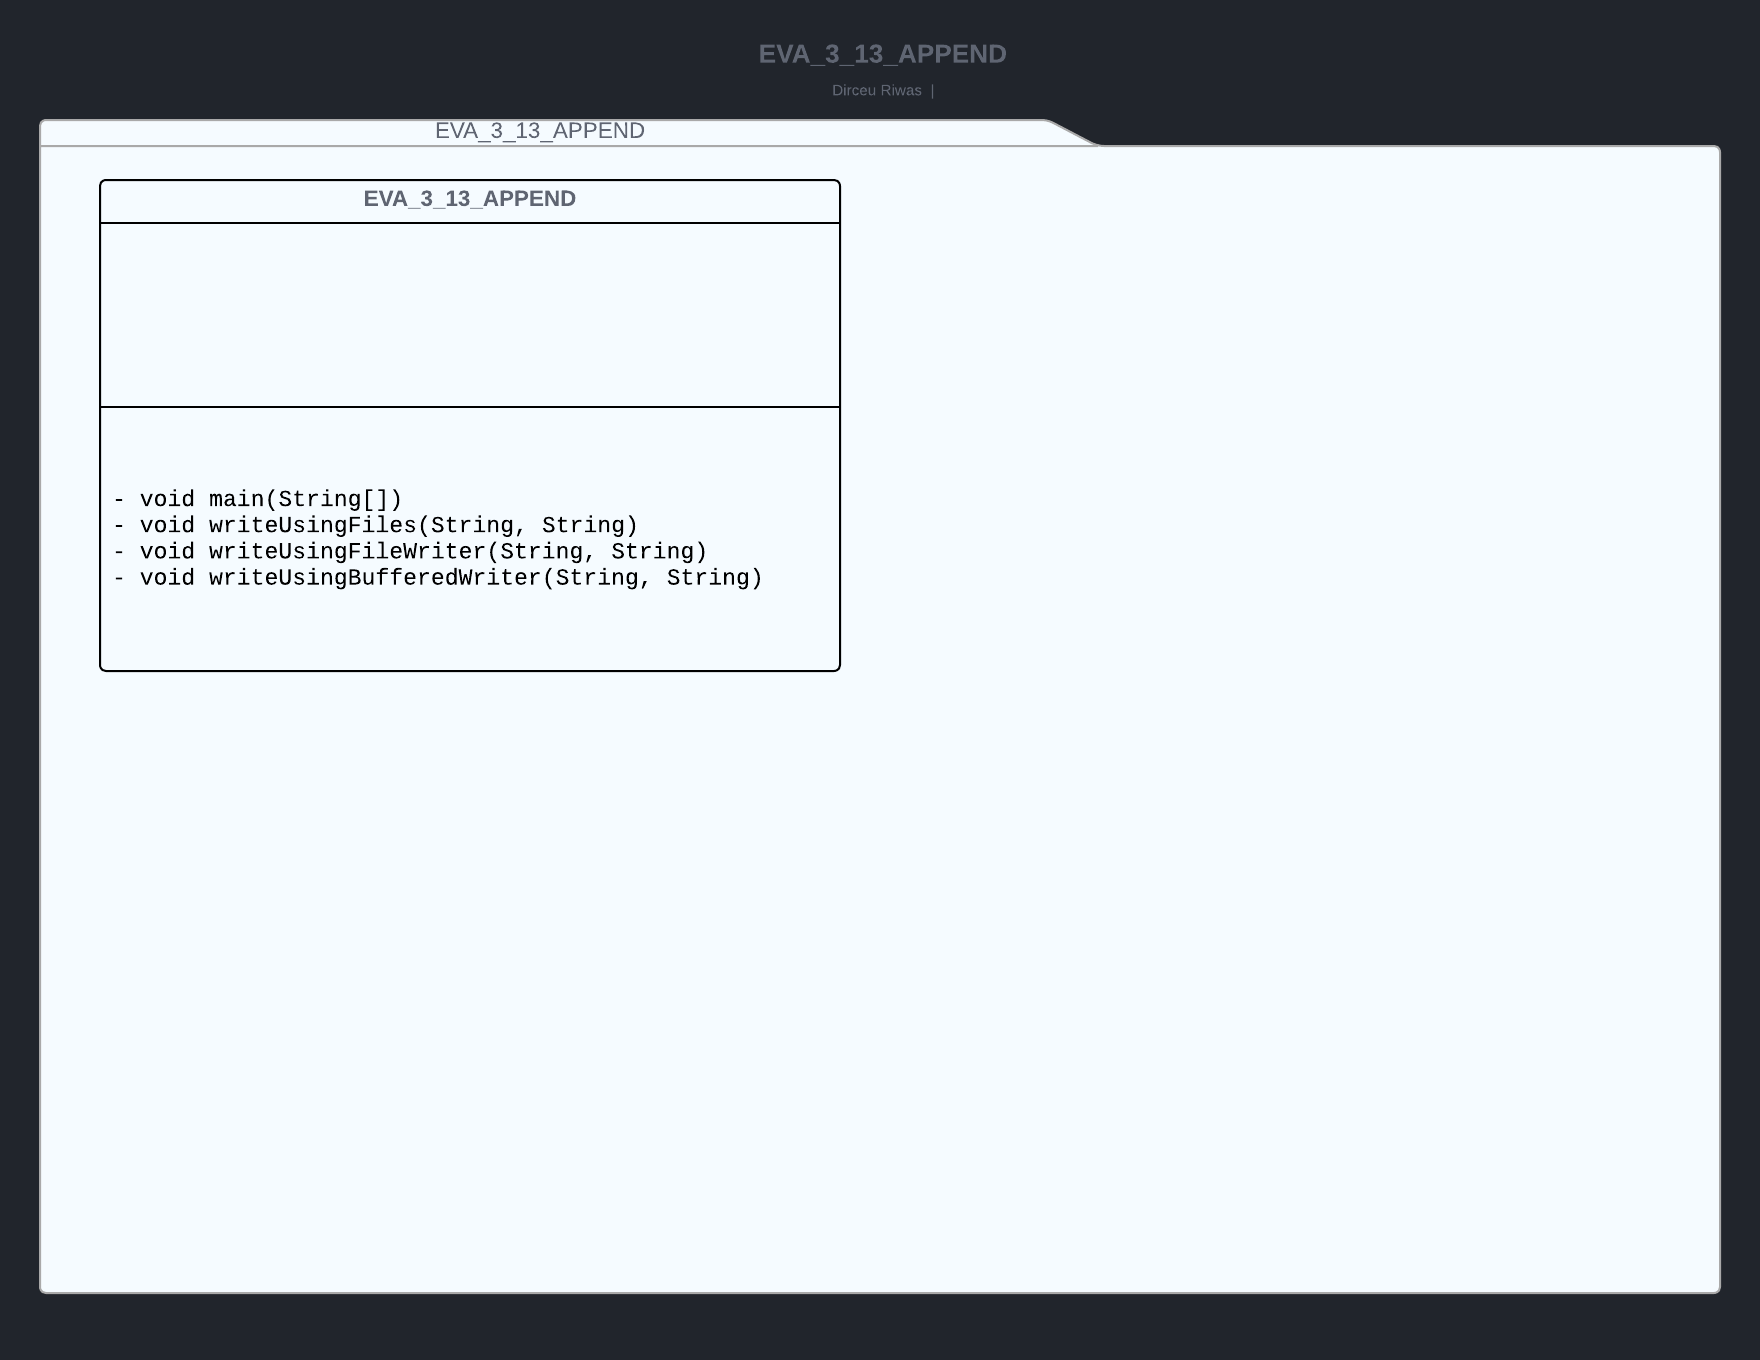 EVA_3_13_APPEND
Dirceu Riwas |
EVA_3_13_APPEND
EVA_3_13_APPEND
- void main(String[])
- void writeUsingFiles(String, String)
- void writeUsingFileWriter(String, String)
- void writeUsingBufferedWriter(String, String)